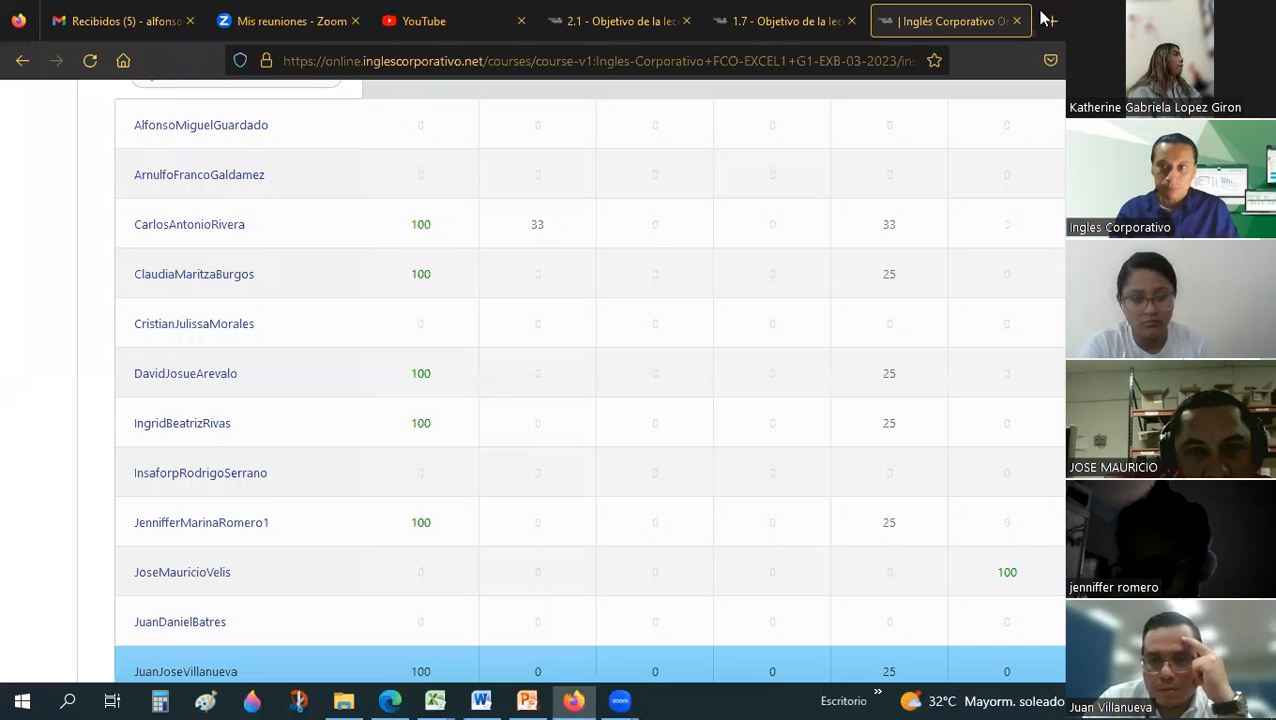 Recibidos (5) - alfonso
Mis reuniones - Zoom
YouTube
2.1 - Objetivo de la lec
1.7 - Objetivo de la lec
| Inglés Corporativo On
https://online.inglescorporativo.net/courses/course-v1:Ingles-Corporativo+FCO-EXCEL1+G1-EXB-03-2023/in
AlfonsoMiguelGuardado 0 0 0 0 0 0
ArnulfoFrancoGaldamez 0 0 0 0 0 0
CarlosAntonioRivera 100 33 0 0 33 0
ClaudiaMaritzaBurgos 100 0 0 0 25 0
CristianJulissaMorales 0 0 0 0 0 0
DavidJosueArevalo 100 0 0 0 25 0
IngridBeatrizRivas 100 0 0 0 25 0
InsaforpRodrigoSerrano 0 0 0 0 0 0
JennifferMarinaRomero1 100 0 0 0 25 0
JoseMauricioVelis 0 0 0 0 0 100
JuanDanielBatres 0 0 0 0 0 0
JuanJoseVillanueva 100 0 0 0 25 0
Katherine Gabriela Lopez Giron
Ingles Corporativo
JOSE MAURICIO
jenniffer romero
Juan Villanueva
Escritorio
32°C Mayorm. soleado
zoom